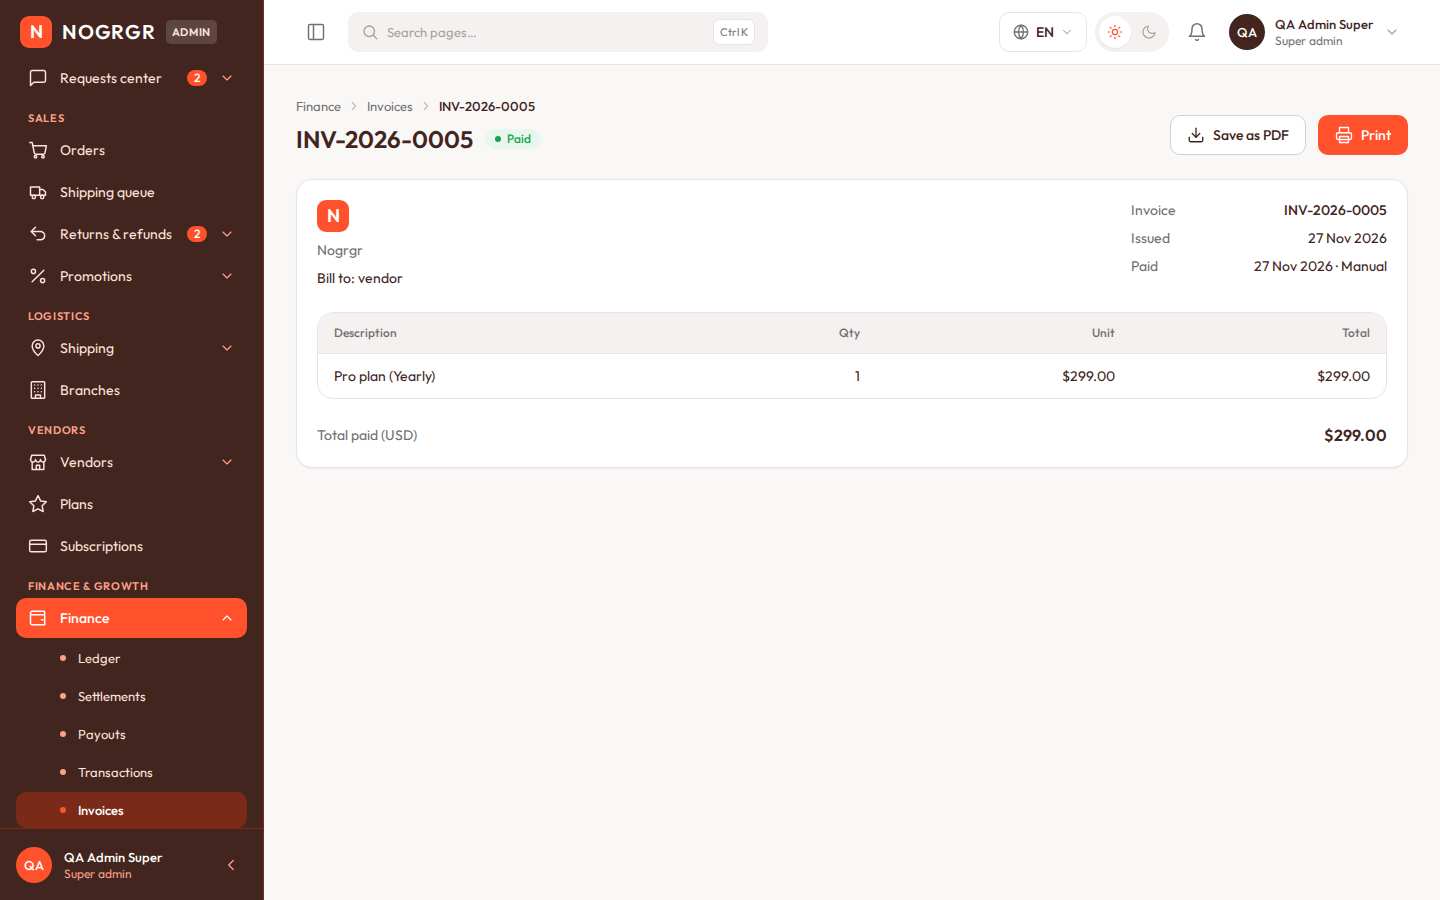 N NOGRGR ADMIN
Requests center 2
SALES
Orders
Shipping queue
Returns & refunds 2
Promotions
LOGISTICS
Shipping
Branches
VENDORS
Vendors
Plans
Subscriptions
FINANCE & GROWTH
Finance
Ledger
Settlements
Payouts
Transactions
Invoices
QA QA Admin Super
Super admin
Search pages... Ctrl K
EN
QA QA Admin Super
Super admin
Finance Invoices INV-2026-0005
INV-2026-0005 Paid
Save as PDF Print
N
Nogrgr
Bill to: vendor
Invoice INV-2026-0005
Issued 27 Nov 2026
Paid 27 Nov 2026 · Manual
Description Qty Unit Total
Pro plan (Yearly) 1 $299.00 $299.00
Total paid (USD) $299.00